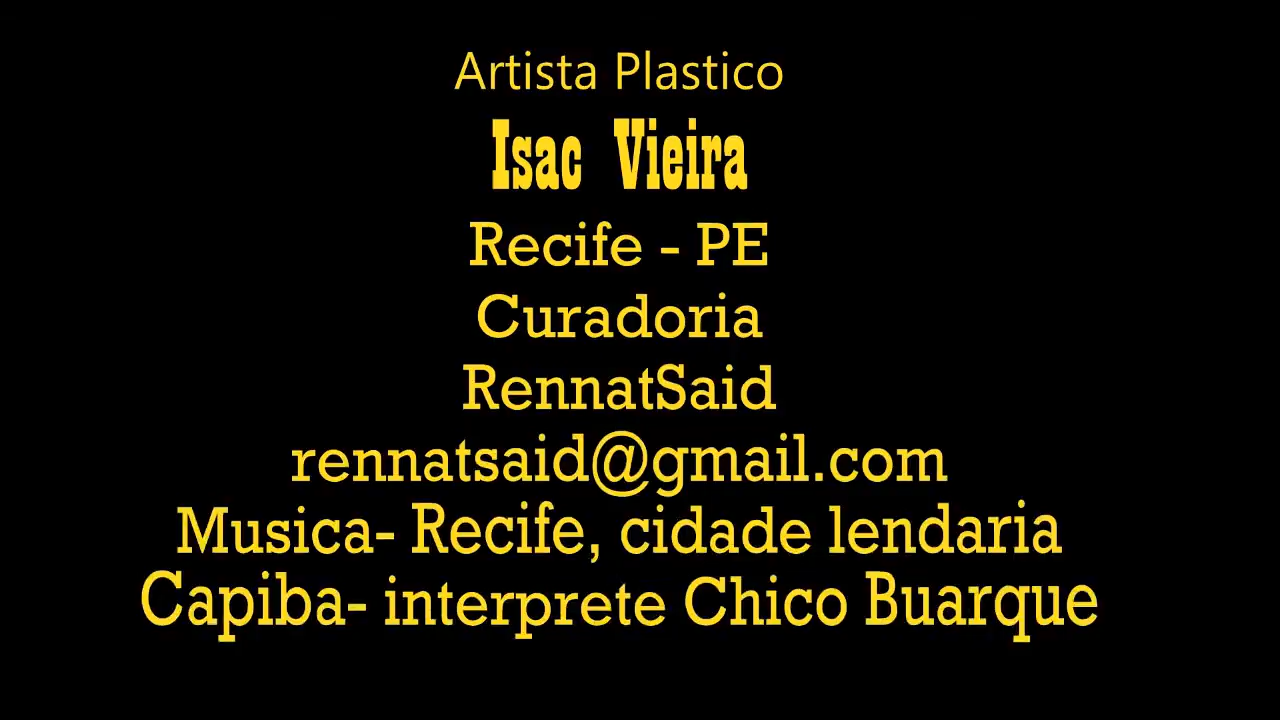 Artista Plastico
Isac Vieira
Recife - PE
Curadoria
RennatSaid
rennatsaid@gmail.com
Musica- Recife, cidade lendaria
Capiba- interprete Chico Buarque